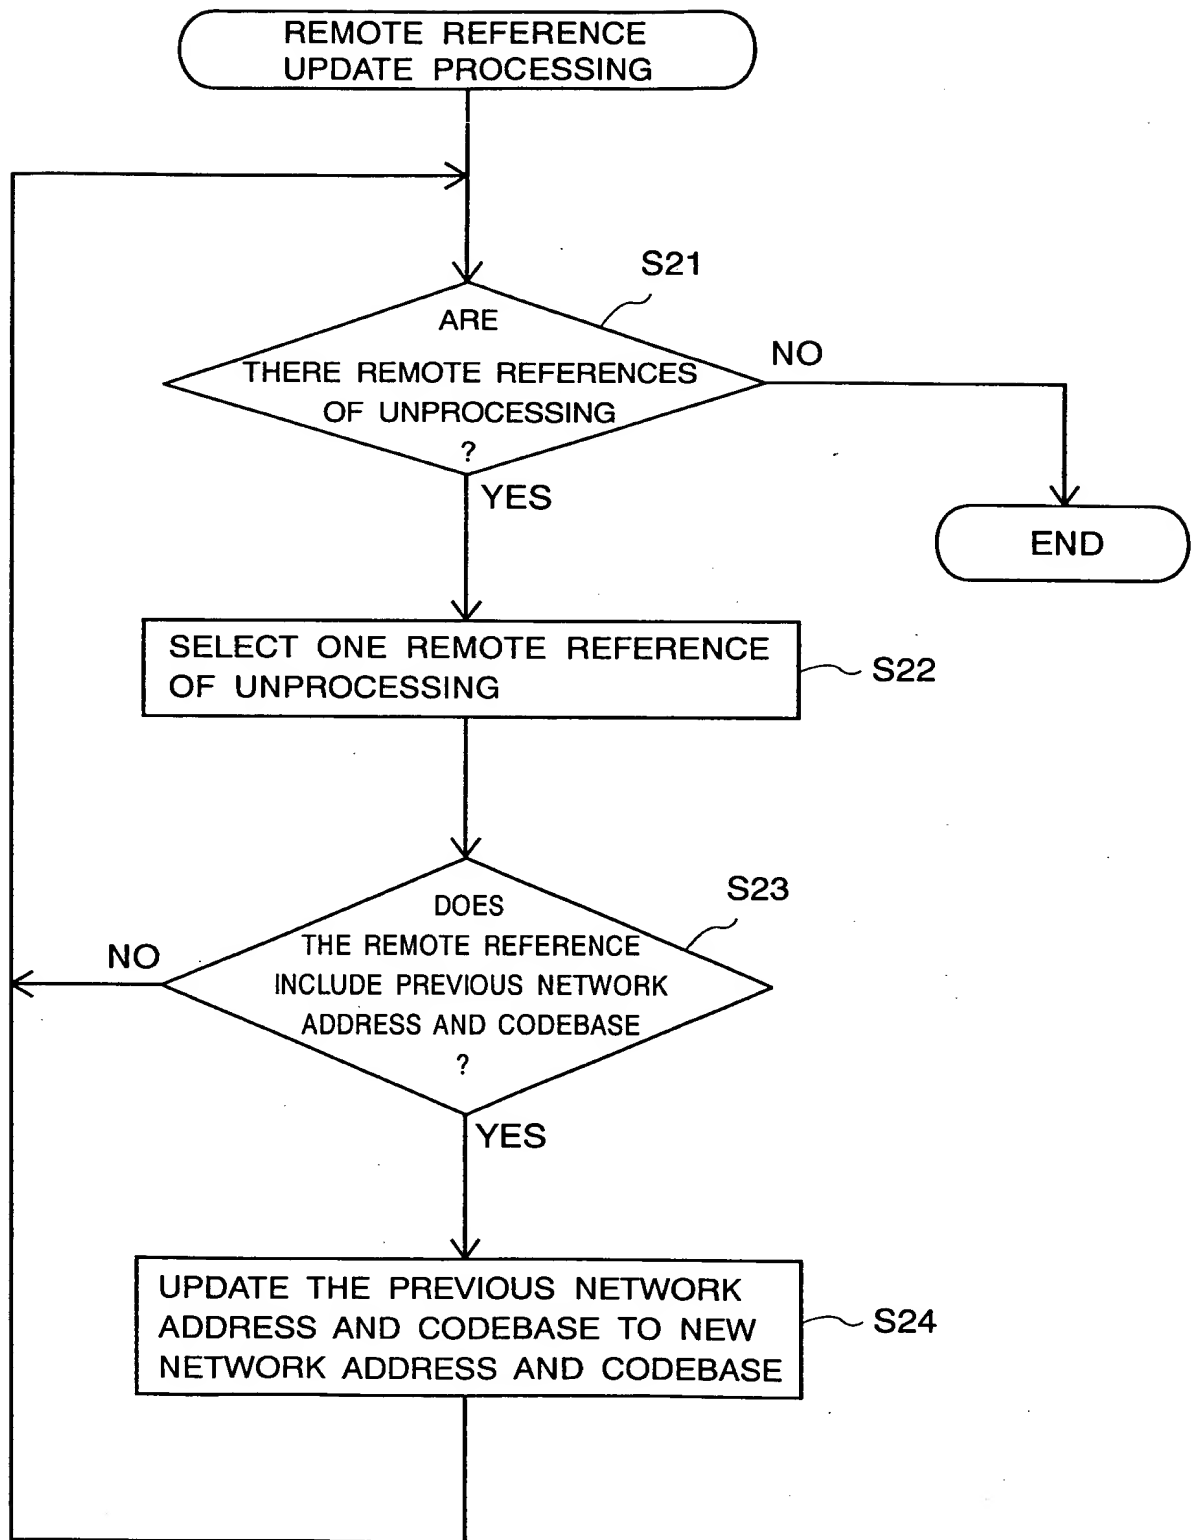 REMOTE REFERENCE
UPDATE PROCESSING
S21
ARE
THERE REMOTE REFERENCES
OF UNPROCESSING
?
NO
YES
END
SELECT ONE REMOTE REFERENCE
OF UNPROCESSING
S22
S23
DOES
THE REMOTE REFERENCE
INCLUDE PREVIOUS NETWORK
ADDRESS AND CODEBASE
?
NO
YES
UPDATE THE PREVIOUS NETWORK
ADDRESS AND CODEBASE TO NEW
NETWORK ADDRESS AND CODEBASE
S24